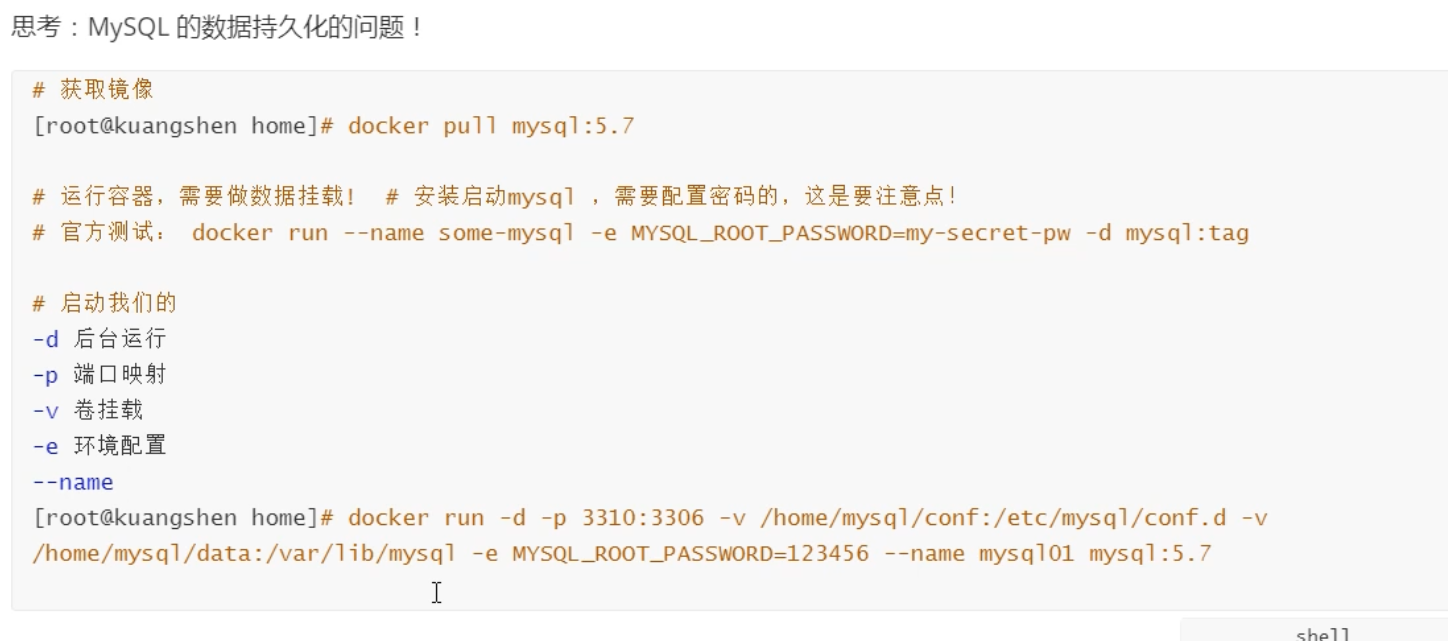 思考：MySQL 的数据持久化的问题！
# 获取镜像
[root@kuangshen home]# docker pull mysql:5.7
# 运行容器，需要做数据挂载！ # 安装启动mysql ，需要配置密码的，这是要注意点！
# 官方测试： docker run --name some-mysql -e MYSQL_ROOT_PASSWORD=my-secret-pw -d mysql:tag
# 启动我们的
-d 后台运行
-p 端口映射
-v 卷挂载
-e 环境配置
--name
[root@kuangshen home]# docker run -d -p 3310:3306 -v /home/mysql/conf:/etc/mysql/conf.d -v
/home/mysql/data:/var/lib/mysql -e MYSQL_ROOT_PASSWORD=123456 --name mysql01 mysql:5.7
shell